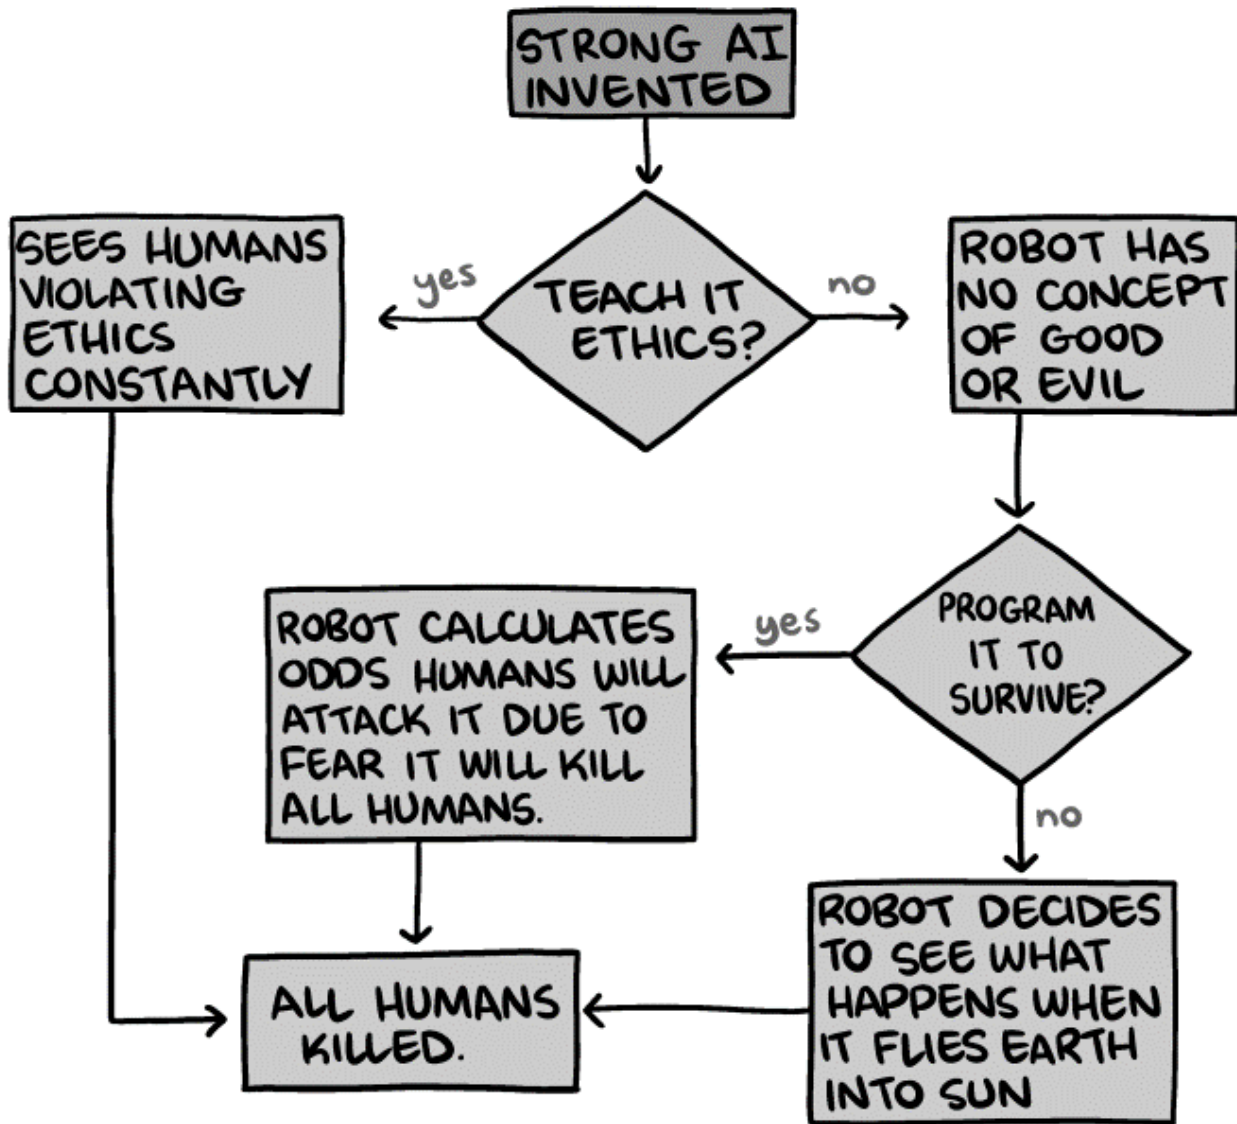 STRONG AI
INVENTED
TEACH IT
ETHICS?
yes
SEES HUMANS
VIOLATING
ETHICS
CONSTANTLY
no
ROBOT HAS
NO CONCEPT
OF GOOD
OR EVIL
PROGRAM
IT TO
SURVIVE?
yes
ROBOT CALCULATES
ODDS HUMANS WILL
ATTACK IT DUE TO
FEAR IT WILL KILL
ALL HUMANS.
no
ROBOT DECIDES
TO SEE WHAT
HAPPENS WHEN
IT FLIES EARTH
INTO SUN
ALL HUMANS
KILLED.